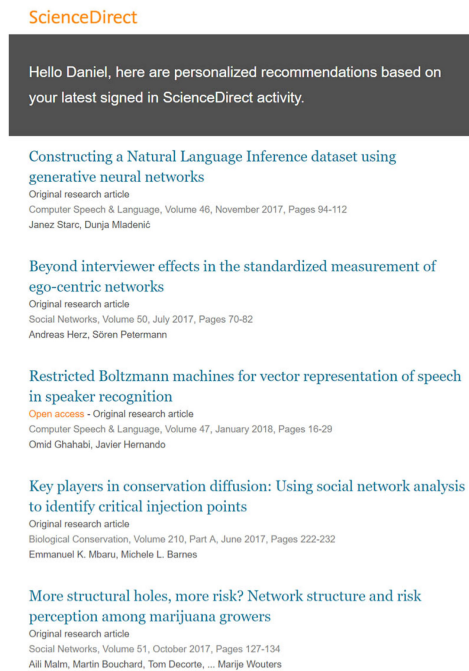 ScienceDirect
Hello Daniel, here are personalized recommendations based on
your latest signed in ScienceDirect activity.
Constructing a Natural Language Inference dataset using
generative neural networks
Original research article
Computer Speech & Language, Volume 46, November 2017, Pages 94-112
Janez Starc, Dunja Mladenić
Beyond interviewer effects in the standardized measurement of
ego-centric networks
Original research article
Social Networks, Volume 50, July 2017, Pages 70-82
Andreas Herz, Sören Petermann
Restricted Boltzmann machines for vector representation of speech
in speaker recognition
Open access - Original research article
Computer Speech & Language, Volume 47, January 2018, Pages 16-29
Omid Ghahabi, Javier Hernando
Key players in conservation diffusion: Using social network analysis
to identify critical injection points
Original research article
Biological Conservation, Volume 210, Part A, June 2017, Pages 222-232
Emmanuel K. Mbaru, Michele L. Barnes
More structural holes, more risk? Network structure and risk
perception among marijuana growers
Original research article
Social Networks, Volume 51, October 2017, Pages 127-134
Aili Malm, Martin Bouchard, Tom Decorte, ... Marije Wouters